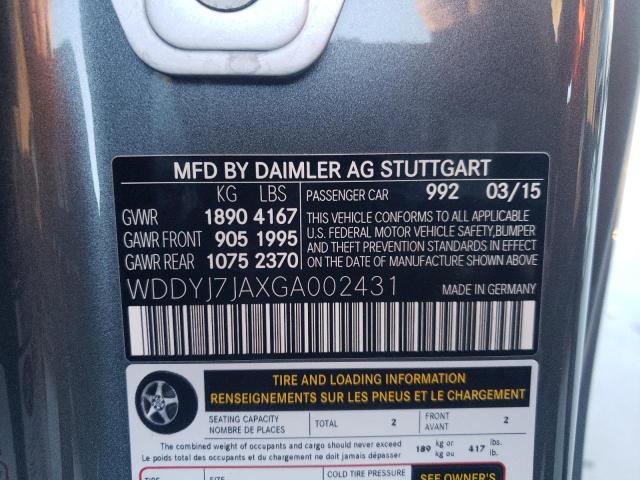 MFD BY DAIMLER AG STUTTGART
KG LBS PASSENGER CAR 992 03/15
GVWR 1890 4167 THIS VEHICLE CONFORMS TO ALL APPLICABLE
GAWR FRONT 905 1995 U.S. FEDERAL MOTOR VEHICLE SAFETY,BUMPER
AND THEFT PREVENTION STANDARDS IN EFFECT
GAWR REAR 1075 2370 ON THE DATE OF MANUFACTURE SHOWN ABOVE
WDDYJ7JAXGA002431 MADE IN GERMANY
TIRE AND LOADING INFORMATION
RENSEIGNEMENTS SUR LES PNEUS ET LE CHARGEMENT
SEATING CAPACITY TOTAL 2 FRONT 2
NOMBRE DE PLACES AVANT
The combined weight of occupants and cargo should never exceed 189 kg or 417 lbs.
Le poids total des occupants et du chargement ne doit jamais dépasser kg ou lb.
TIRE SIZE COLD TIRE PRESSURE SEE OWNER'S